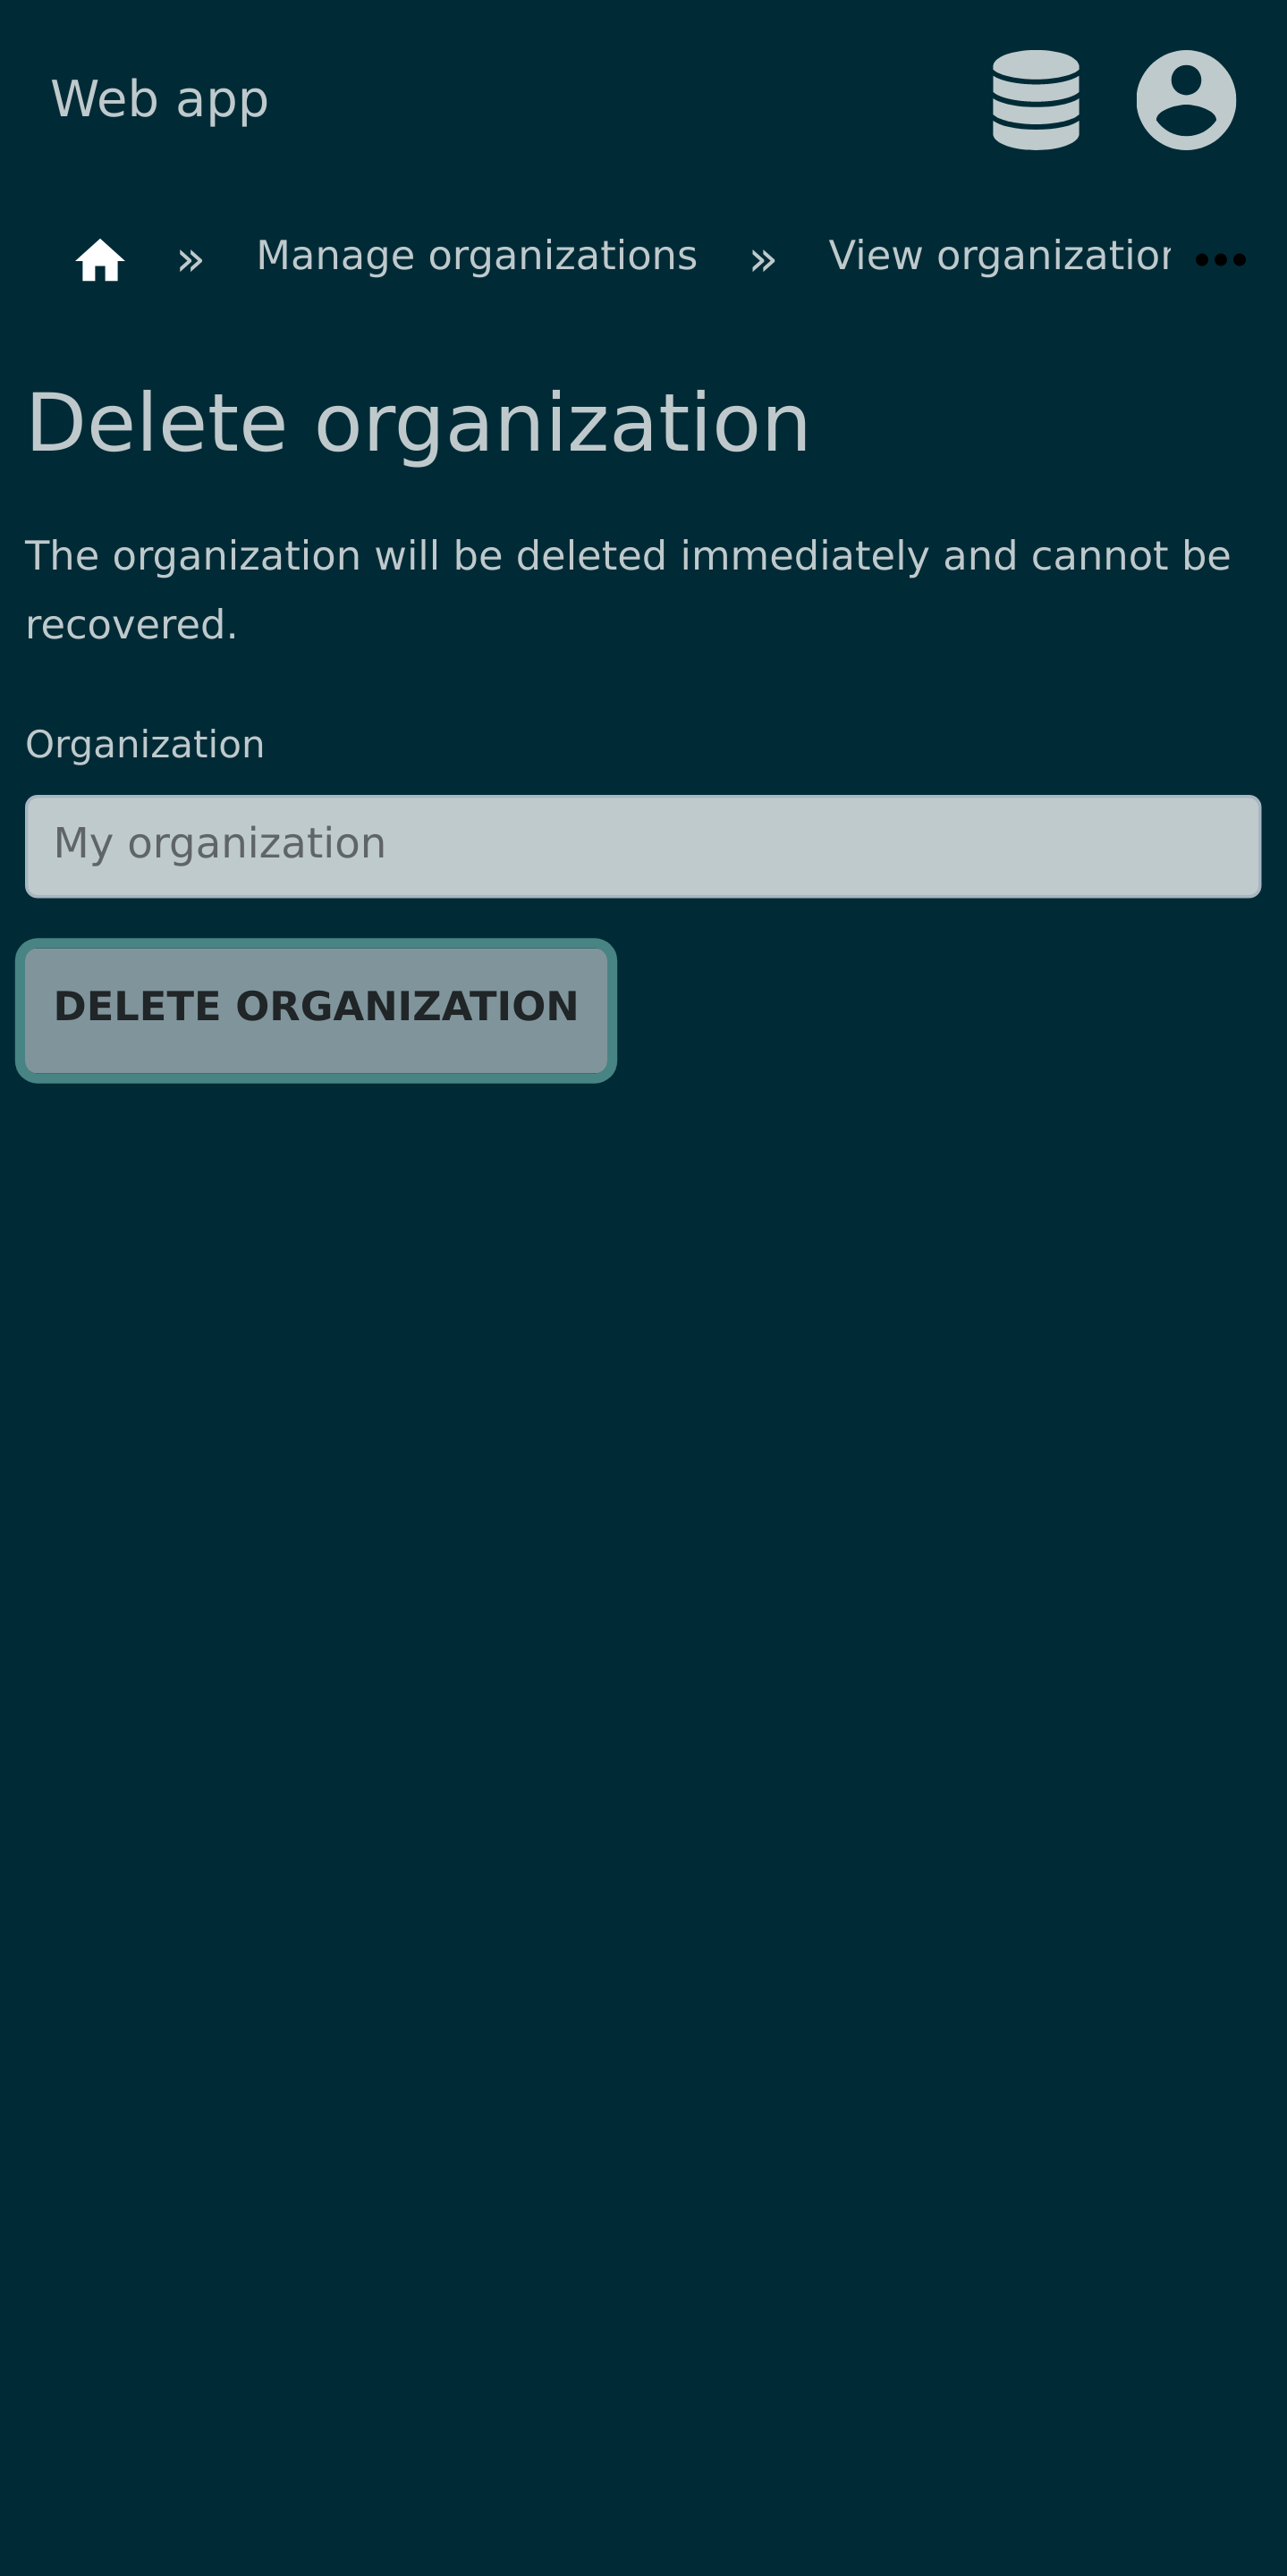 Web app
» Manage organizations » View organization
Delete organization
The organization will be deleted immediately and cannot be
recovered.
Organization
My organization
DELETE ORGANIZATION